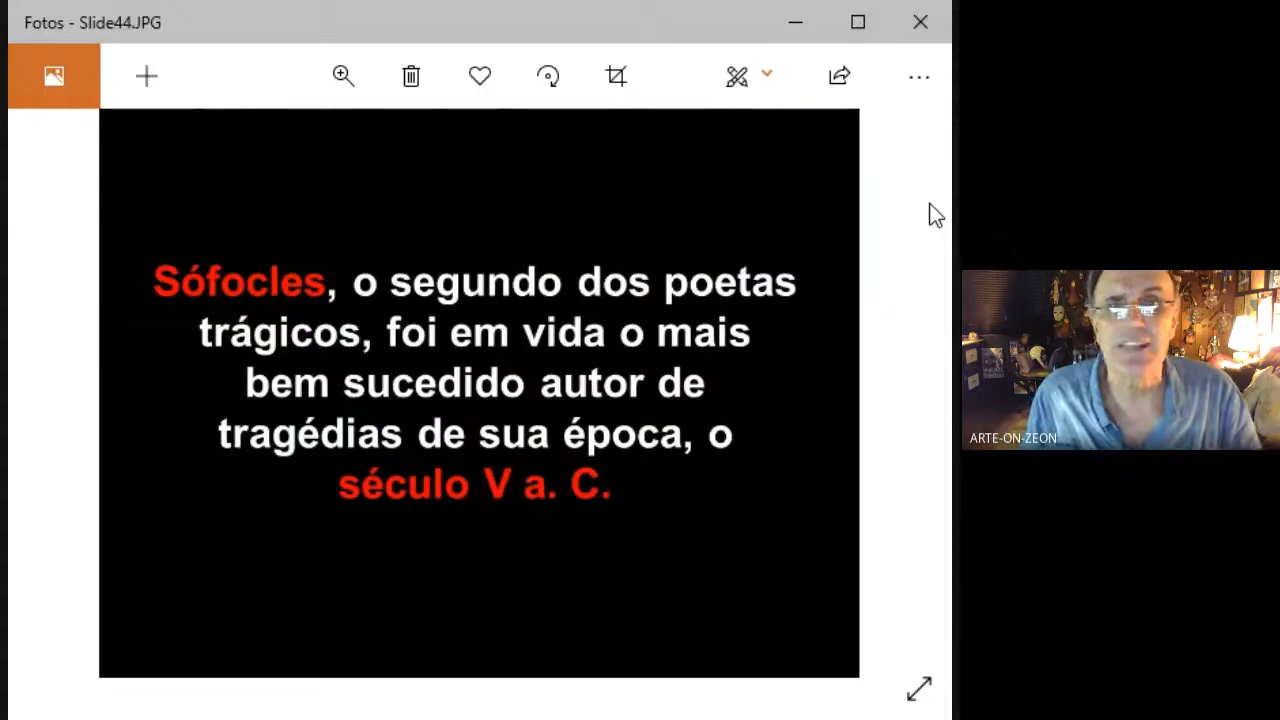 Fotos - Slide44.JPG
Sófocles, o segundo dos poetas
trágicos, foi em vida o mais
bem sucedido autor de
tragédias de sua época, o
século V a. C.
ARTE-ON-ZEON